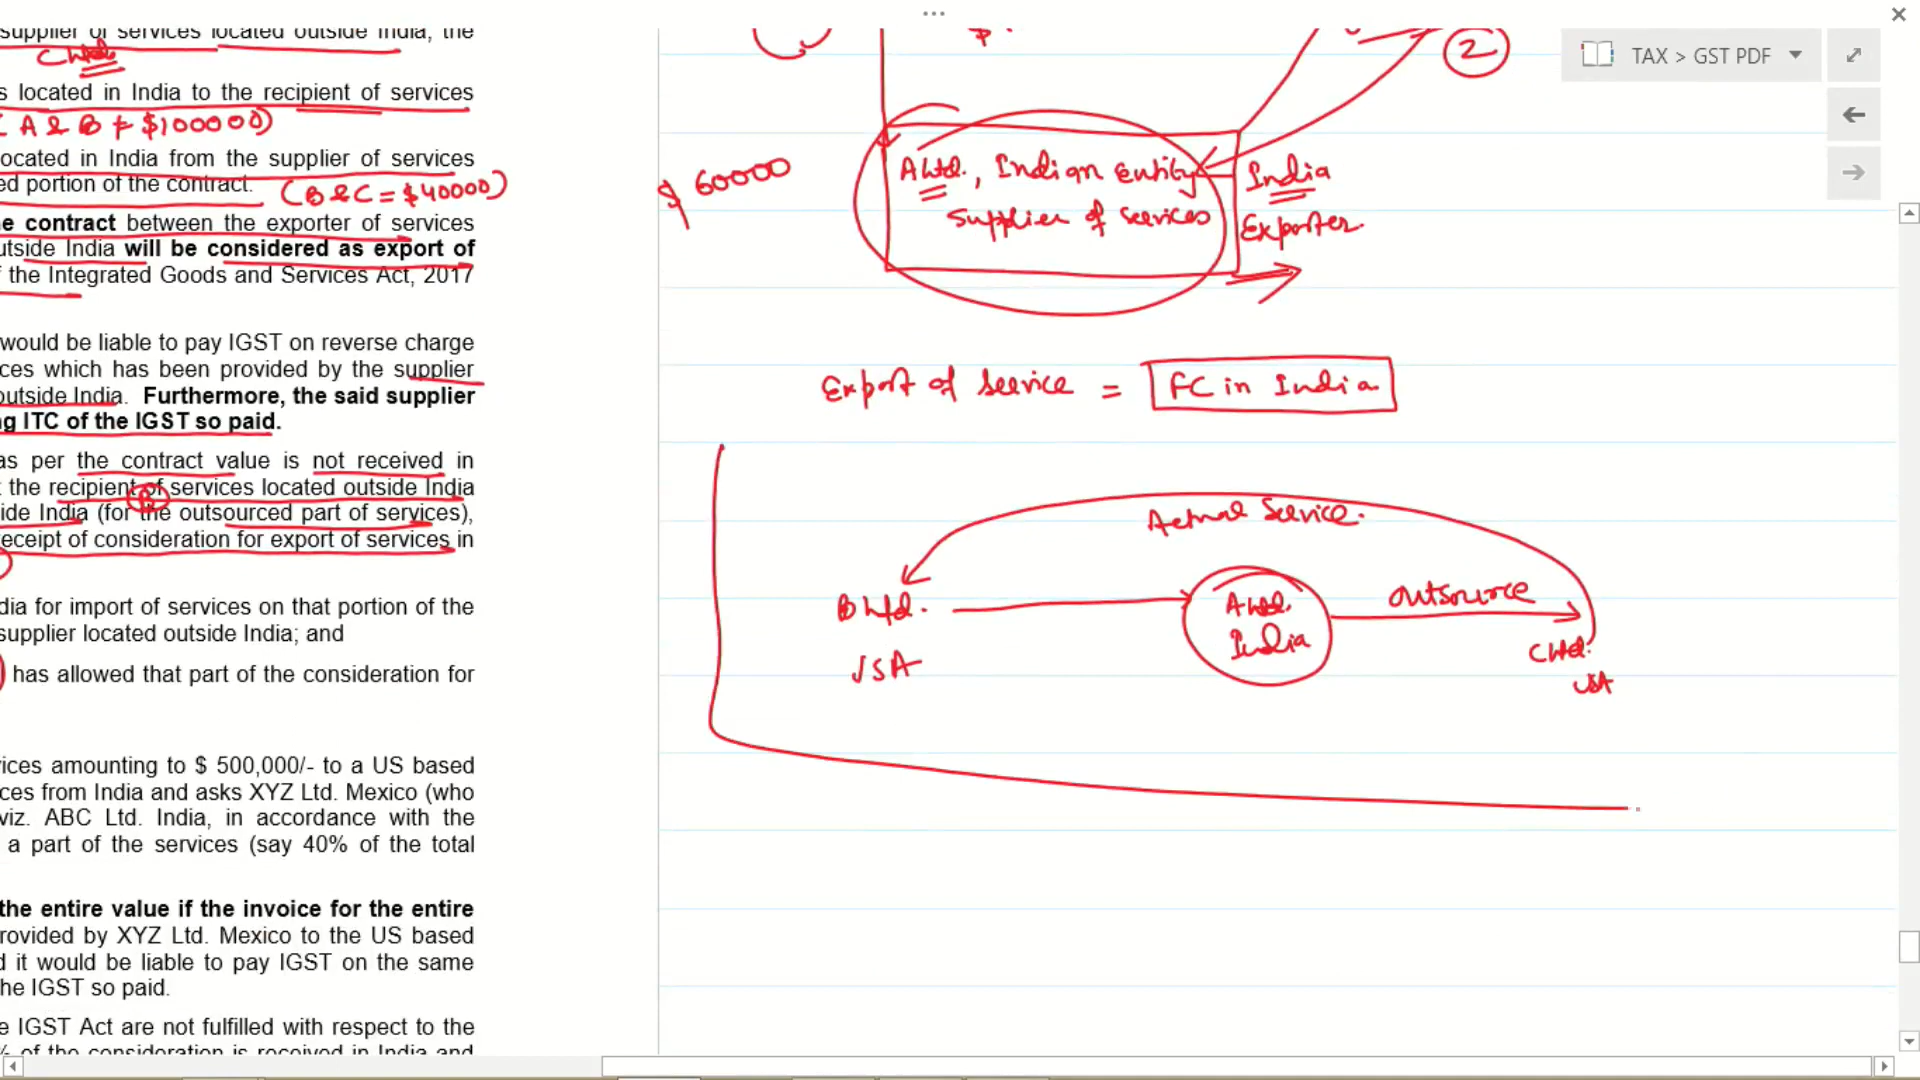 TAX > GST PDF
supplier of services located outside India, the
C Ltd.
s located in India to the recipient of services
( A & B ≠ $100000)
ocated in India from the supplier of services
ed portion of the contract.
(B & C = $40000)
ne contract between the exporter of services
utside India will be considered as export of
f the Integrated Goods and Services Act, 2017
would be liable to pay IGST on reverse charge
ices which has been provided by the supplier
outside India. Furthermore, the said supplier
ng ITC of the IGST so paid.
as per the contract value is not received in
t the recipient of services located outside India
B
ide India (for the outsourced part of services),
eceipt of consideration for export of services in
dia for import of services on that portion of the
supplier located outside India; and
has allowed that part of the consideration for
vices amounting to $ 500,000/- to a US based
ices from India and asks XYZ Ltd. Mexico (who
viz. ABC Ltd. India, in accordance with the
a part of the services (say 40% of the total
the entire value if the invoice for the entire
rovided by XYZ Ltd. Mexico to the US based
d it would be liable to pay IGST on the same
he IGST so paid.
e IGST Act are not fulfilled with respect to the
% of the consideration is received in India and
$
2
$ 60000
A Ltd., Indian entity
supplier of services
India
Exporter
Export of service = FC in India
Actual Service.
B Ltd.
USA
A Ltd.
India
outsource
C Ltd.
USA